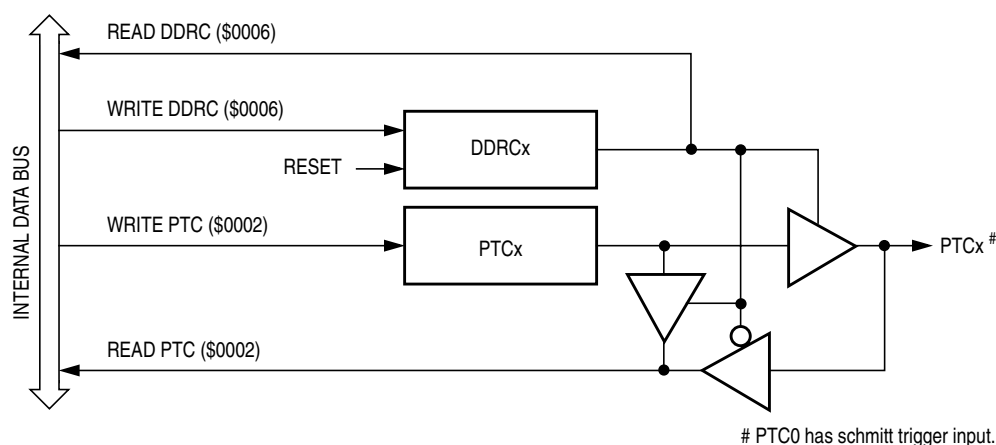 READ DDRC ($0006)
WRITE DDRC ($0006)
DDRCx
RESET
WRITE PTC ($0002)
PTCx
PTCx #
INTERNAL DATA BUS
READ PTC ($0002)
# PTC0 has schmitt trigger input.